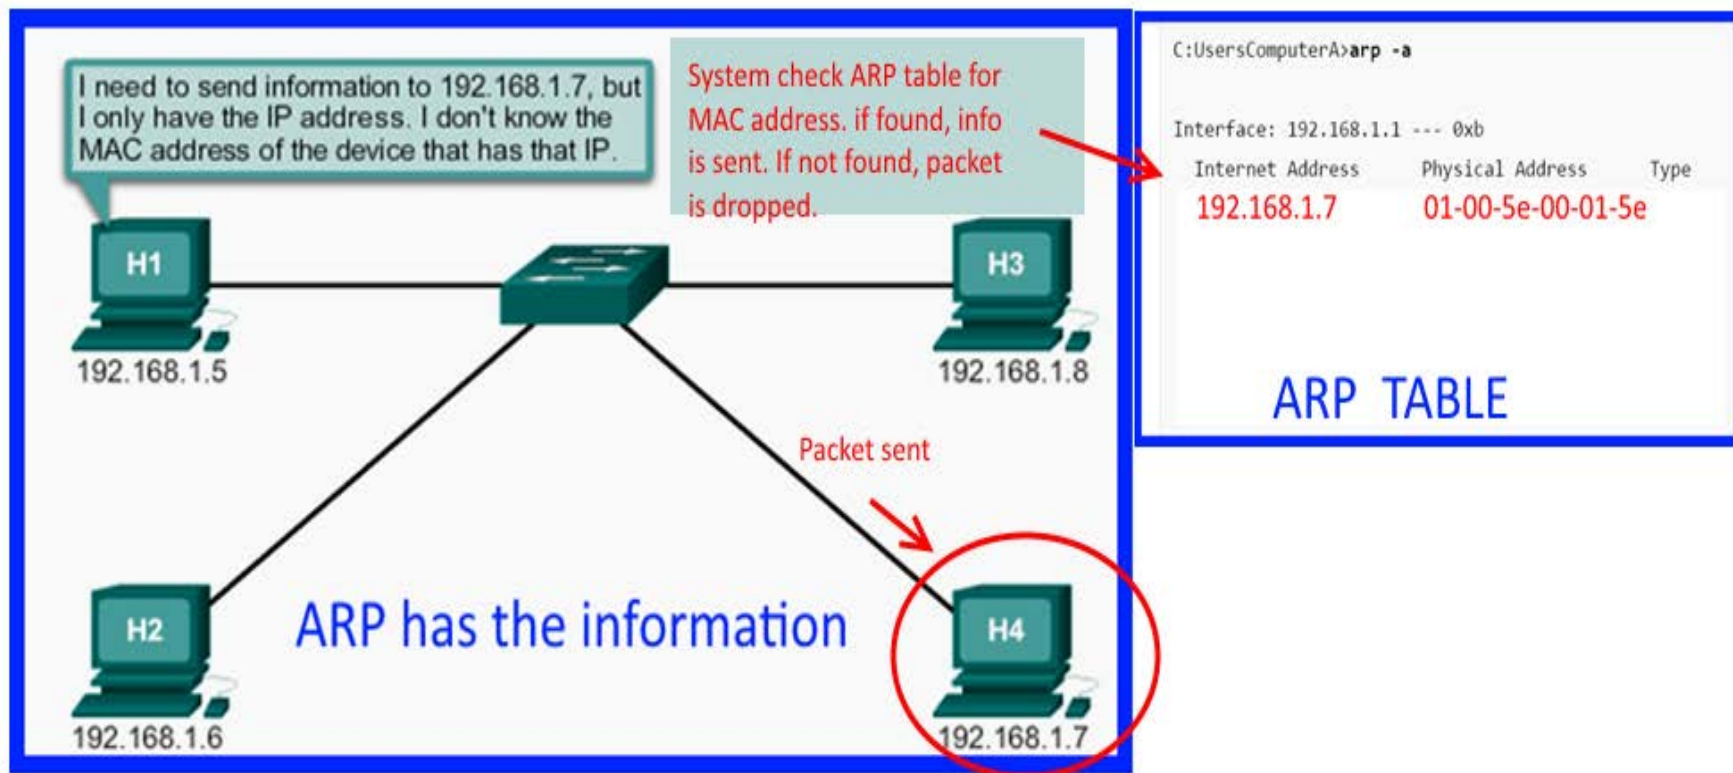 I need to send information to 192.168.1.7, but
I only have the IP address. I don't know the
MAC address of the device that has that IP.
System check ARP table for
MAC address. if found, info
is sent. If not found, packet
is dropped.
H1
192.168.1.5
H3
192.168.1.8
Packet sent
H2
192.168.1.6
ARP has the information
H4
192.168.1.7
C:UsersComputerA>arp -a
Interface: 192.168.1.1 --- 0xb
Internet Address Physical Address Type
192.168.1.7 01-00-5e-00-01-5e
ARP TABLE